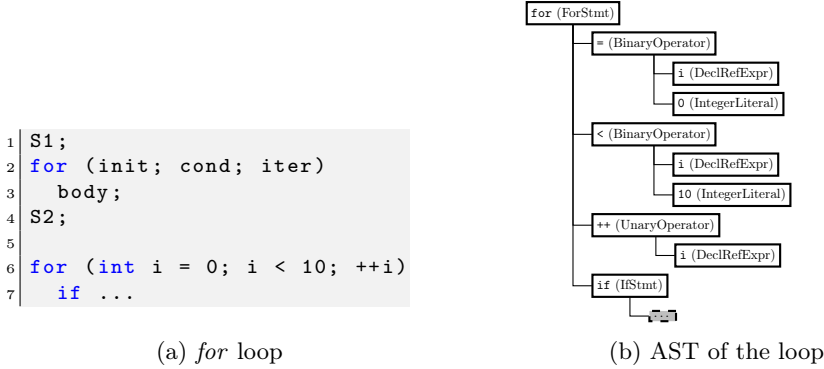 1 S1;
2 for (init; cond; iter)
3 body;
4 S2;
5
6 for (int i = 0; i < 10; ++i)
7 if ...
(a) for loop
for (ForStmt)
= (BinaryOperator)
i (DeclRefExpr)
0 (IntegerLiteral)
< (BinaryOperator)
i (DeclRefExpr)
10 (IntegerLiteral)
++ (UnaryOperator)
i (DeclRefExpr)
if (IfStmt)
...
(b) AST of the loop